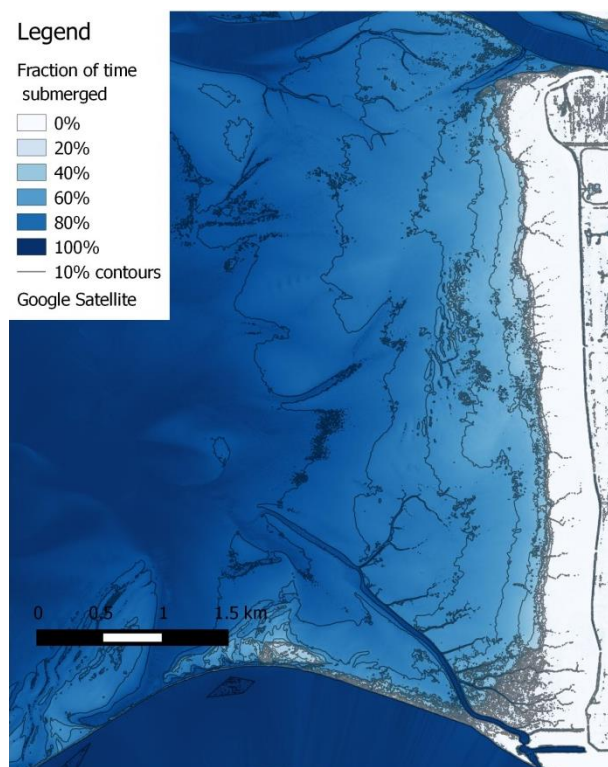 Legend
Fraction of time
submerged
0%
20%
40%
60%
80%
100%
10% contours
Google Satellite
0 0.5 1 1.5 km